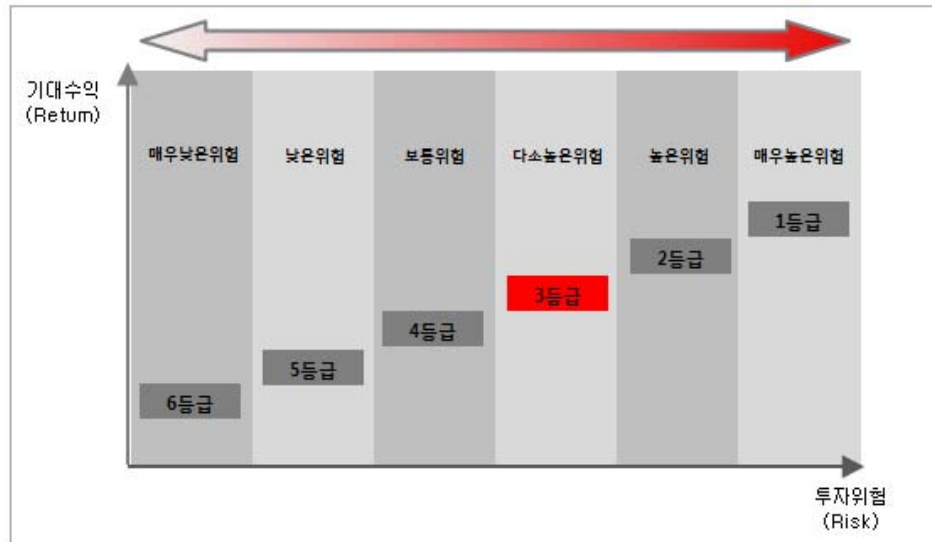 기대수익
(Retum)
매우낮은위험 낮은위험 보통위험 다소높은위험 높은위험 매우높은위험
1등급
2등급
3등급
4등급
5등급
6등급
투자위험
(Risk)